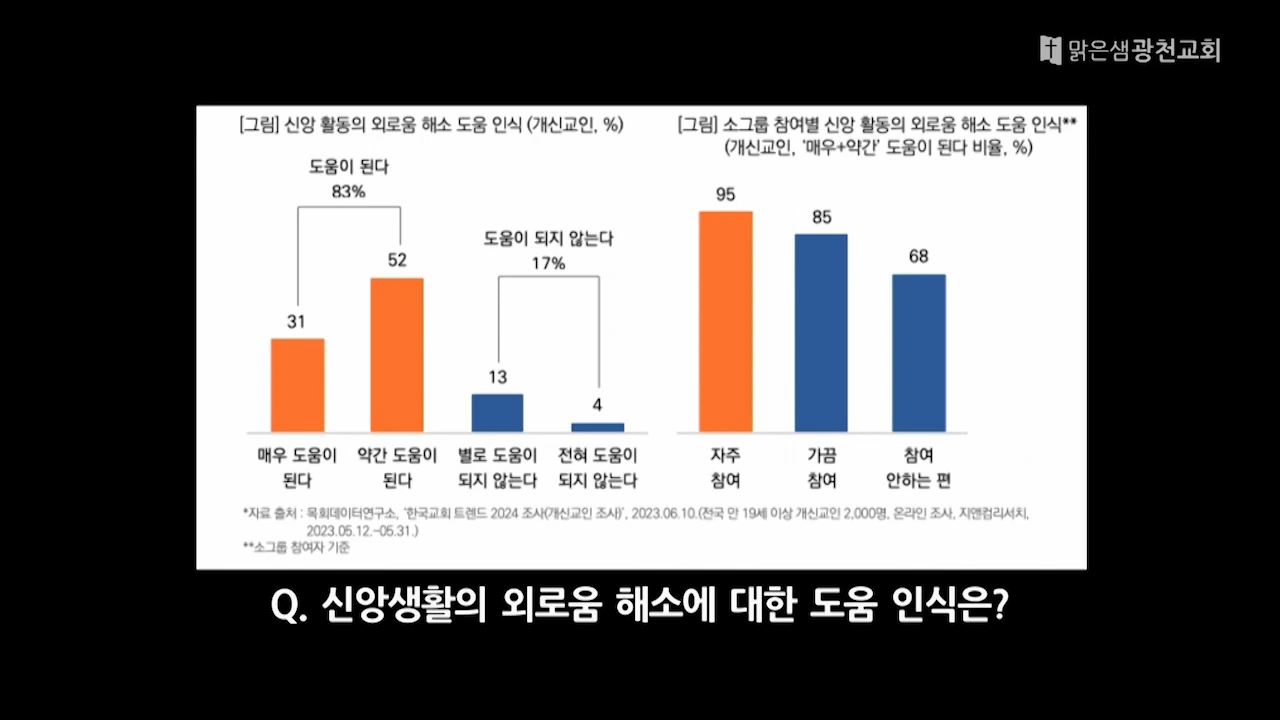 맑은샘광천교회
[그림] 신앙 활동의 외로움 해소 도움 인식 (개신교인, %)
도움이 된다
83%
52
31
도움이 되지 않는다
17%
13
4
매우 도움이
된다
약간 도움이
된다
별로 도움이
되지 않는다
전혀 도움이
되지 않는다
[그림] 소그룹 참여별 신앙 활동의 외로움 해소 도움 인식**
(개신교인, ‘매우+약간’ 도움이 된다 비율, %)
95
85
68
자주
참여
가끔
참여
참여
안하는 편
*자료 출처 : 목회데이터연구소, ‘한국교회 트렌드 2024 조사(개신교인 조사)’, 2023.06.10.(전국 만 19세 이상 개신교인 2,000명, 온라인 조사, 지앤컴리서치,
2023.05.12.~05.31.)
**소그룹 참여자 기준
Q. 신앙생활의 외로움 해소에 대한 도움 인식은?